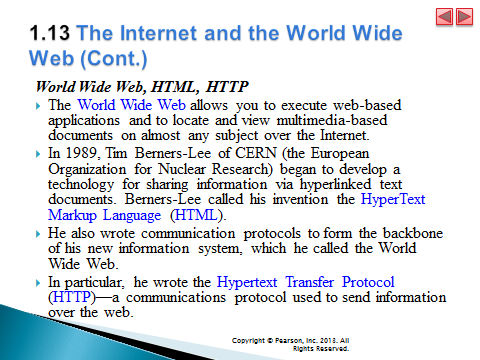 1.13 The Internet and the World Wide
Web (Cont.)
World Wide Web, HTML, HTTP
The World Wide Web allows you to execute web-based
applications and to locate and view multimedia-based
documents on almost any subject over the Internet.
In 1989, Tim Berners-Lee of CERN (the European
Organization for Nuclear Research) began to develop a
technology for sharing information via hyperlinked text
documents. Berners-Lee called his invention the HyperText
Markup Language (HTML).
He also wrote communication protocols to form the backbone
of his new information system, which he called the World
Wide Web.
In particular, he wrote the Hypertext Transfer Protocol
(HTTP)—a communications protocol used to send information
over the web.
Copyright © Pearson, Inc. 2013. All
Rights Reserved.